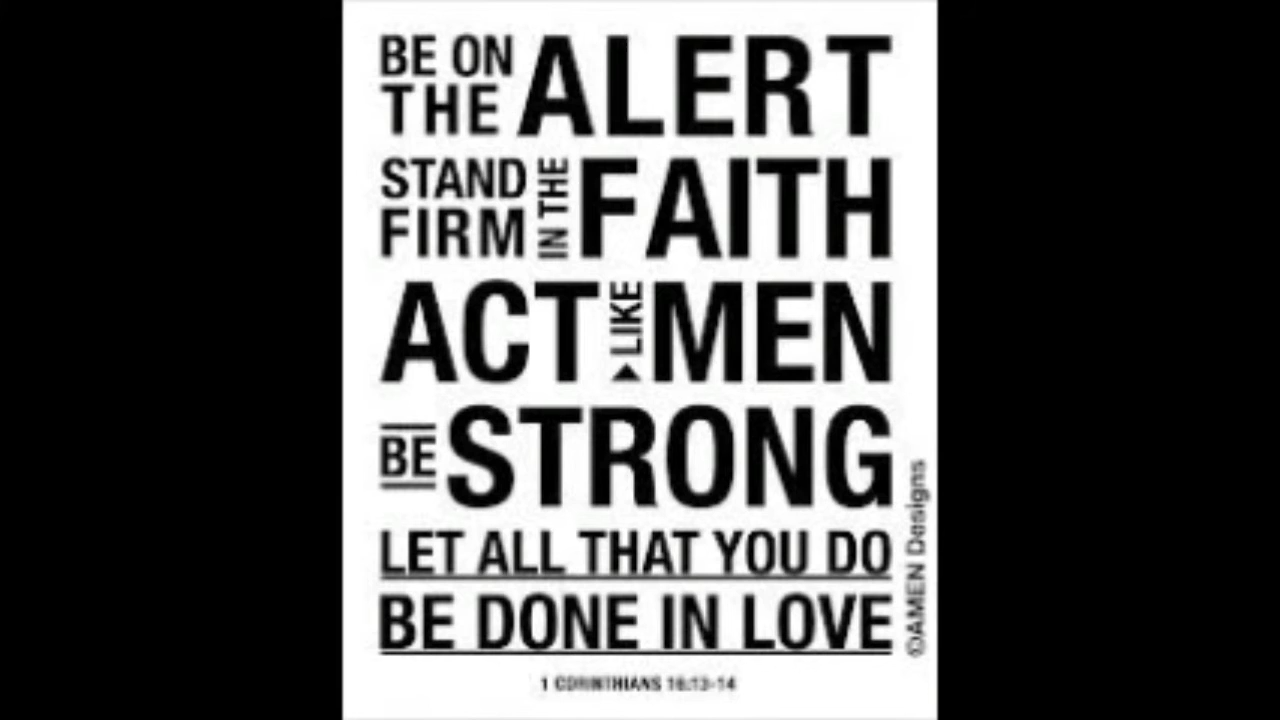 BE ON
THE ALERT
STAND
FIRM IN THE FAITH
ACT LIKE MEN
BE STRONG
LET ALL THAT YOU DO
BE DONE IN LOVE
1 CORINTHIANS 16:13-14
©AMEN Designs